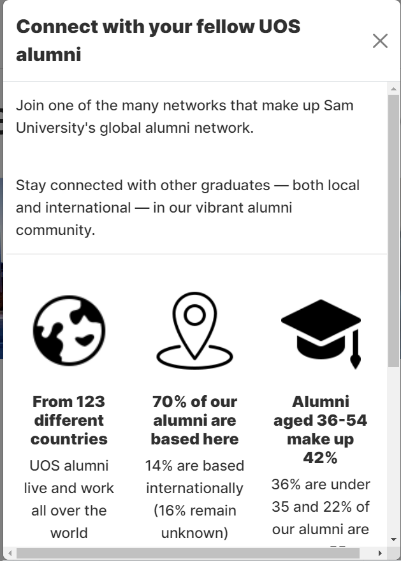 Connect with your fellow UOS
alumni
Join one of the many networks that make up Sam
University's global alumni network.
Stay connected with other graduates — both local
and international — in our vibrant alumni
community.
From 123
different
countries
UOS alumni
live and work
all over the
world
70% of our
alumni are
based here
14% are based
internationally
(16% remain
unknown)
Alumni
aged 36-54
make up
42%
36% are under
35 and 22% of
our alumni are